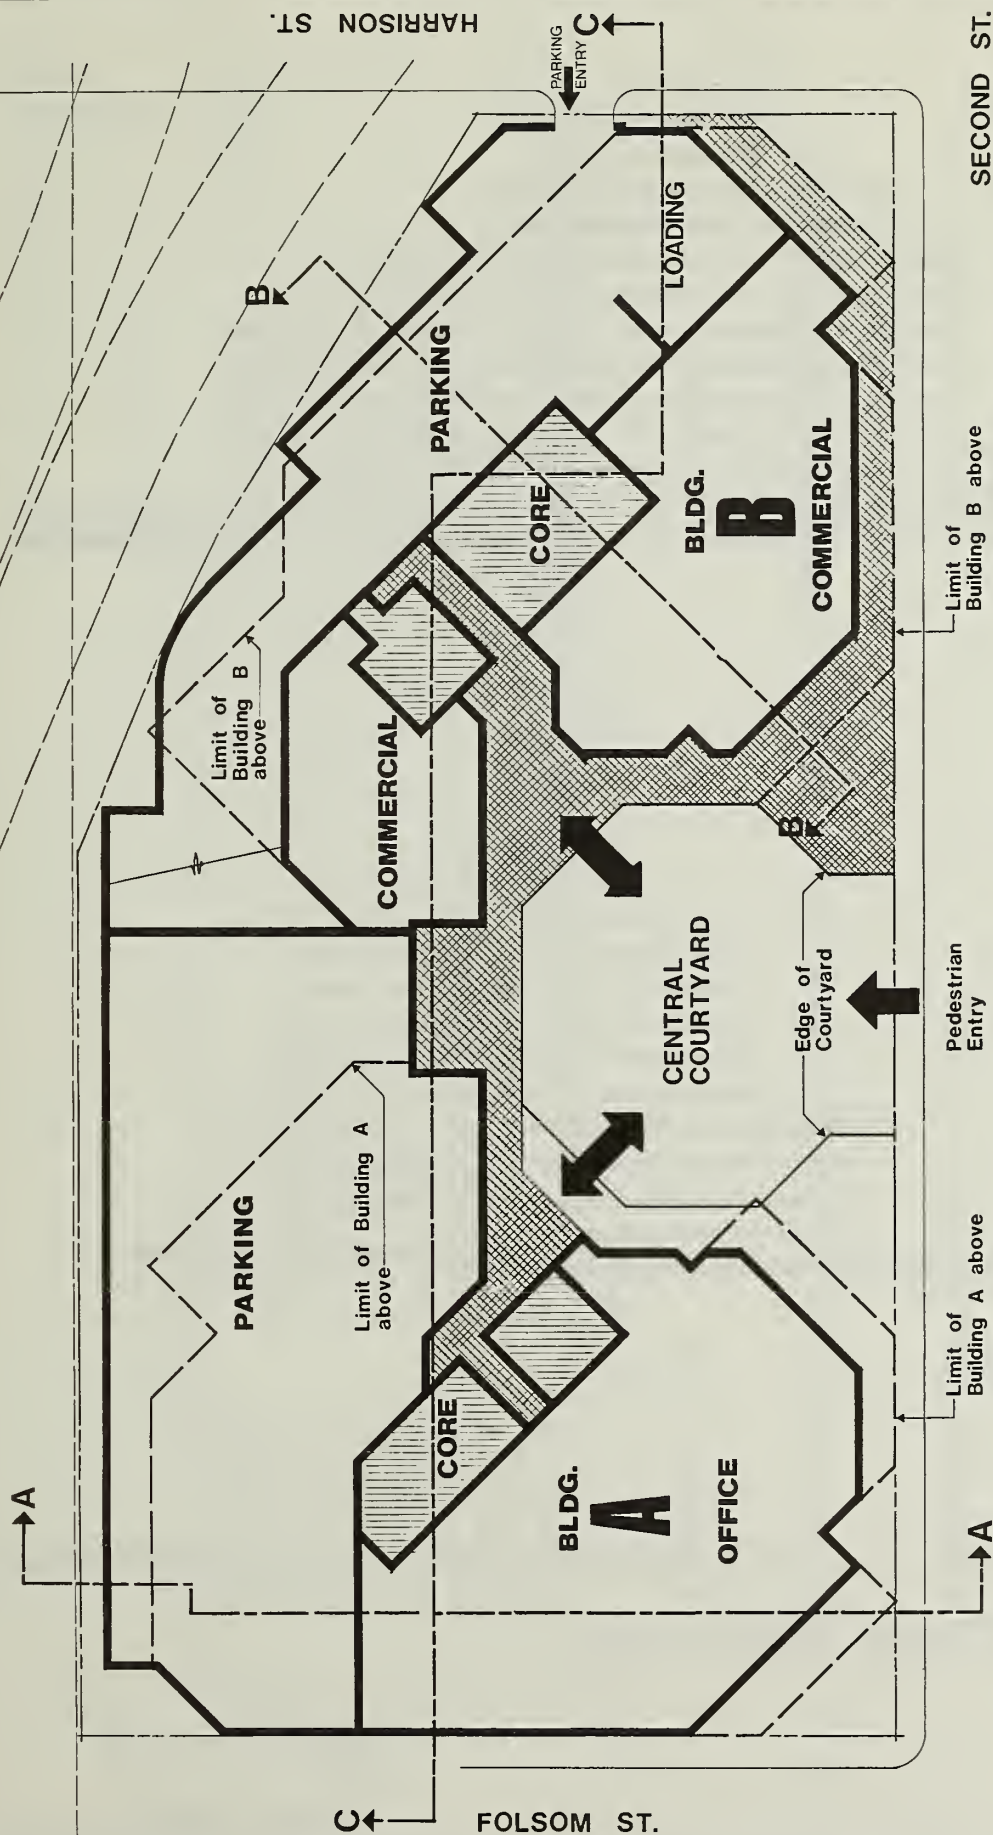 HARRISON ST.
PARKING
ENTRY
C
SECOND ST.
LOADING
B
PARKING
CORE
BLDG.
B
COMMERCIAL
Limit of
Building B above
Limit of
Building B
above
COMMERCIAL
B
CENTRAL
COURTYARD
Edge of
Courtyard
Pedestrian
Entry
PARKING
Limit of Building A
above
CORE
BLDG.
A
OFFICE
Limit of
Building A above
A
A
C
FOLSOM ST.